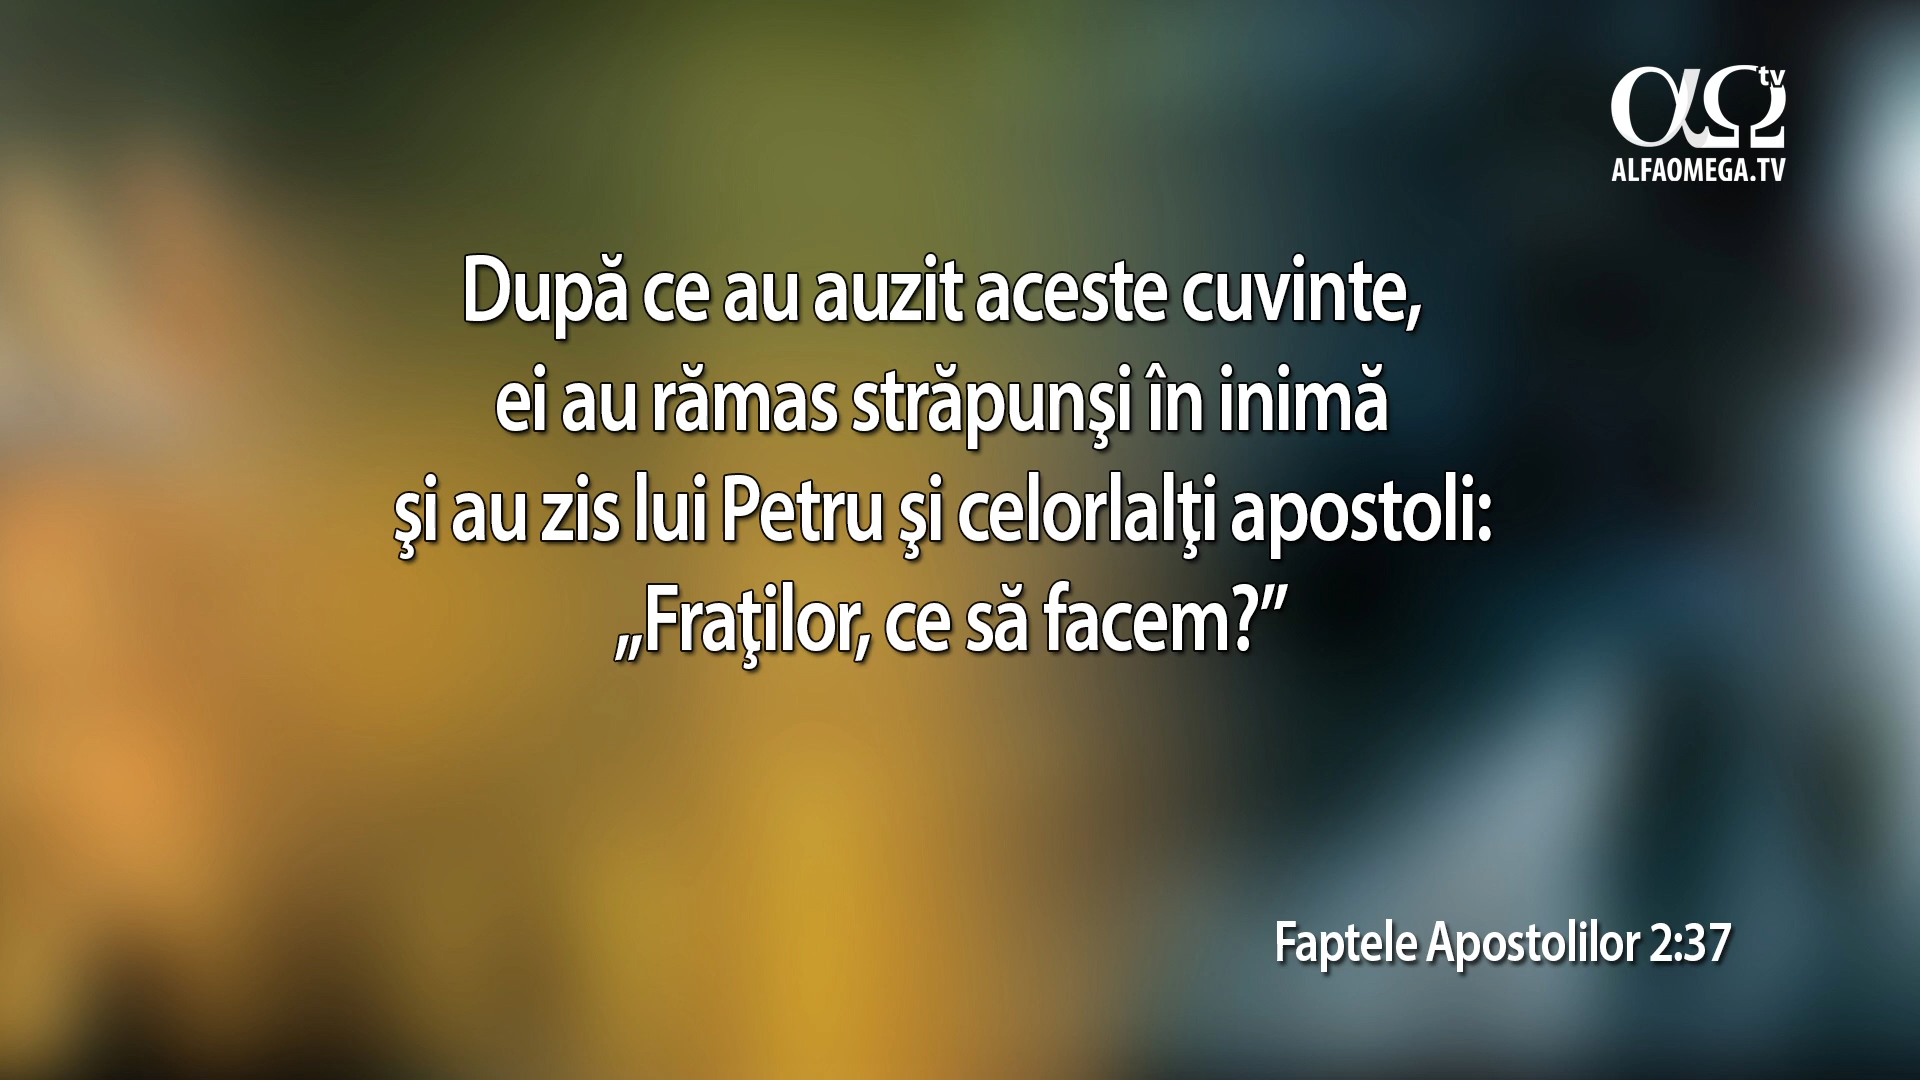 αΩ tv
ALFAOMEGA.TV
După ce au auzit aceste cuvinte,
ei au rămas străpunşi în inimă
şi au zis lui Petru şi celorlalţi apostoli:
„Fraţilor, ce să facem?”
Faptele Apostolilor 2:37